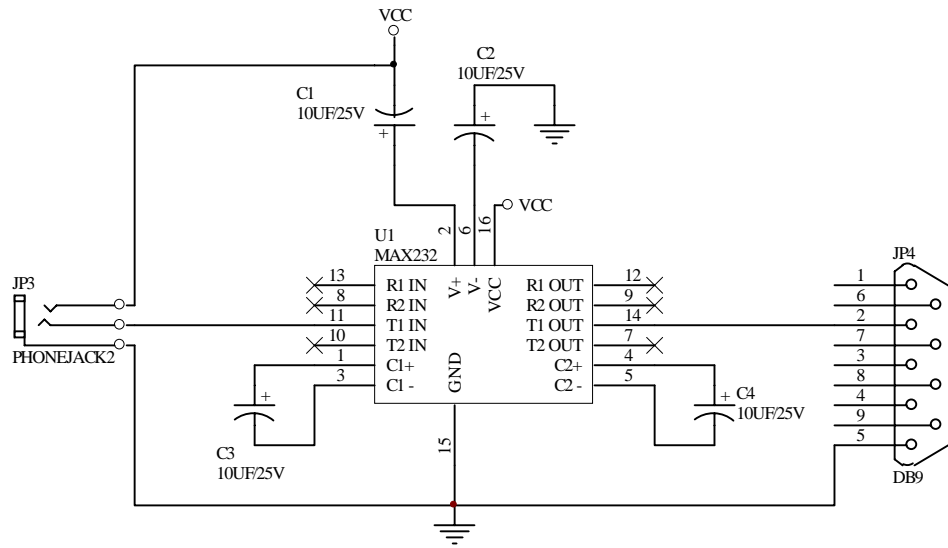 VCC
C2
10UF/25V
C1
10UF/25V
+
+
VCC
2
6
16
U1
MAX232
JP3
PHONEJACK2
13
8
11
10
1
3
R1 IN
R2 IN
T1 IN
T2 IN
C1+
C1 -
V+
V-
VCC
GND
R1 OUT
R2 OUT
T1 OUT
T2 OUT
C2+
C2 -
12
9
14
7
4
5
+
C3
10UF/25V
15
+
C4
10UF/25V
JP4
1
6
2
7
3
8
4
9
5
DB9